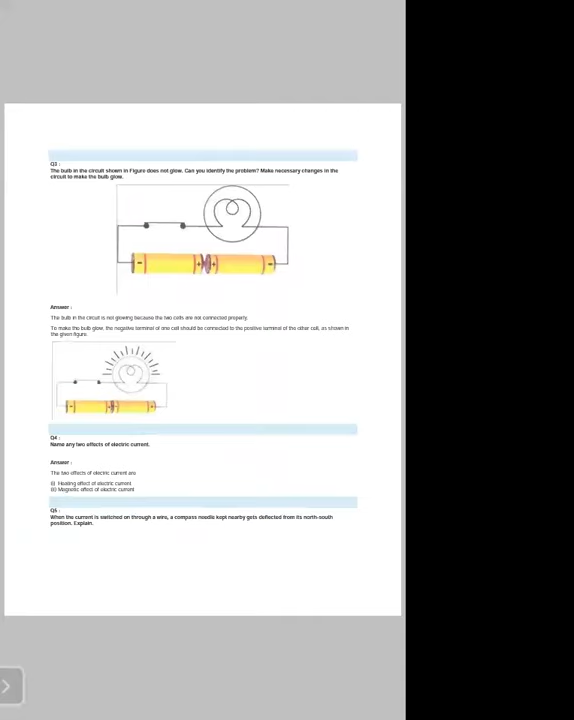 Q3 :
The bulb in the circuit shown in Figure does not glow. Can you identify the problem? Make necessary changes in the
circuit to make the bulb glow.
Answer :
The bulb in the circuit is not glowing because the two cells are not connected properly.
To make the bulb glow, the negative terminal of one cell should be connected to the positive terminal of the other cell, as shown in
the given figure.
Q4 :
Name any two effects of electric current.
Answer :
The two effects of electric current are
(i) Heating effect of electric current
(ii) Magnetic effect of electric current
Q5 :
When the current is switched on through a wire, a compass needle kept nearby gets deflected from its north-south
position. Explain.